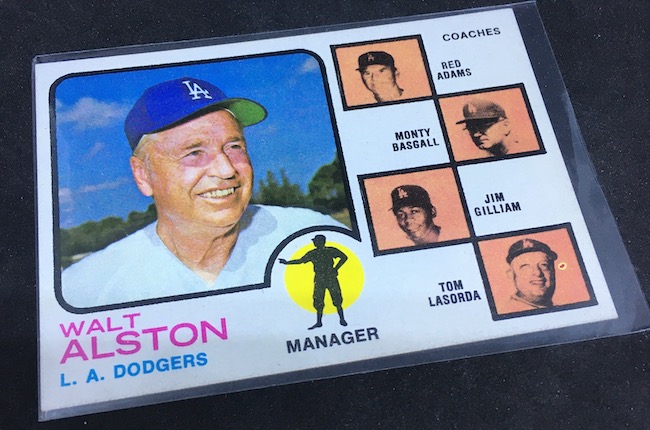 LA
WALT
ALSTON
L. A. DODGERS
MANAGER
COACHES
RED
ADAMS
MONTY
BASGALL
JIM
GILLIAM
TOM
LASORDA